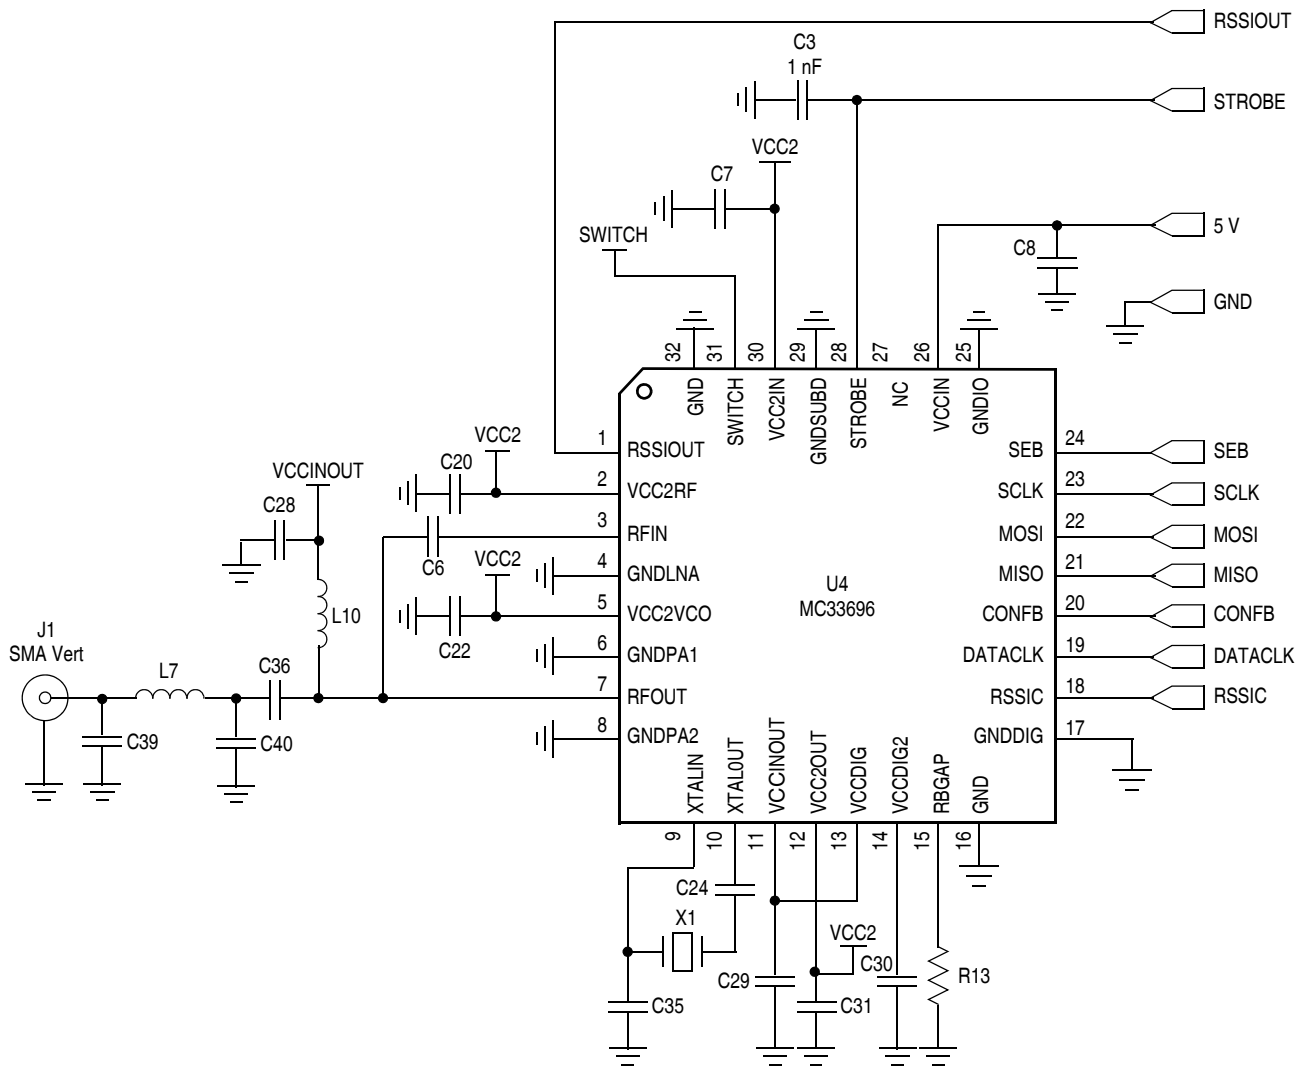 RSSIOUT
C3
1 nF
STROBE
VCC2
C7
SWITCH
5 V
C8
GND
32
31
30
29
28
27
26
25
GND
SWITCH
VCC2IN
GNDSUBD
STROBE
NC
VCCIN
GNDIO
1
RSSIOUT
2
VCC2RF
3
RFIN
4
GNDLNA
5
VCC2VCO
6
GNDPA1
7
RFOUT
8
GNDPA2
SEB
24
SEB
SCLK
23
SCLK
MOSI
22
MOSI
MISO
21
MISO
CONFB
20
CONFB
DATACLK
19
DATACLK
RSSIC
18
RSSIC
GNDDIG
17
U4
MC33696
VCC2
C20
VCCINOUT
C28
C6
VCC2
C22
L10
J1
SMA Vert
L7
C36
C39
C40
XTALIN
XTAL0UT
VCCINOUT
VCC2OUT
VCCDIG
VCCDIG2
RBGAP
GND
9
10
11
12
13
14
15
16
C24
X1
VCC2
C35
C29
C31
C30
R13